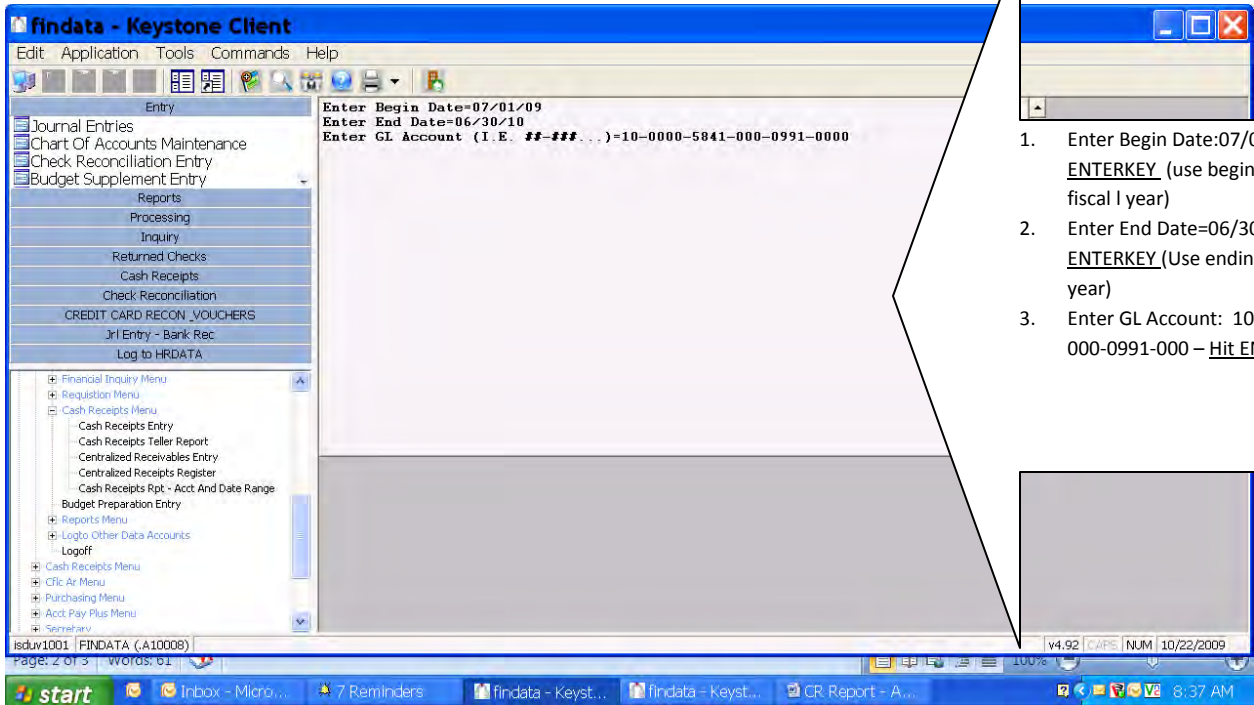 findata - Keystone Client
Edit Application Tools Commands Help
Entry
Journal Entries
Chart Of Accounts Maintenance
Check Reconciliation Entry
Budget Supplement Entry
Reports
Processing
Inquiry
Returned Checks
Cash Receipts
Check Reconciliation
CREDIT CARD RECON _VOUCHERS
Jrl Entry - Bank Rec
Log to HRDATA
Financial Inquiry Menu
Requistion Menu
Cash Receipts Menu
Cash Receipts Entry
Cash Receipts Teller Report
Centralized Receivables Entry
Centralized Receipts Register
Cash Receipts Rpt - Acct And Date Range
Budget Preparation Entry
Reports Menu
Logto Other Data Accounts
Logoff
Cash Receipts Menu
Cfic Ar Menu
Purchasing Menu
Acct Pay Plus Menu
Secretary
Enter Begin Date=07/01/09
Enter End Date=06/30/10
Enter GL Account (I.E. ##-###...)=10-0000-5841-000-0991-0000
1. Enter Begin Date:07/0
ENTERKEY (use begin
fiscal l year)
2. Enter End Date=06/30
ENTERKEY (Use endin
year)
3. Enter GL Account: 10
000-0991-000 – Hit EN
isduv1001 FINDATA (.A10008) v4.92 CAPS NUM 10/22/2009
Page: 2 of 3 Words: 61 100%
start Inbox - Micro... 7 Reminders findata - Keyst... findata - Keyst... CR Report - A... 8:37 AM